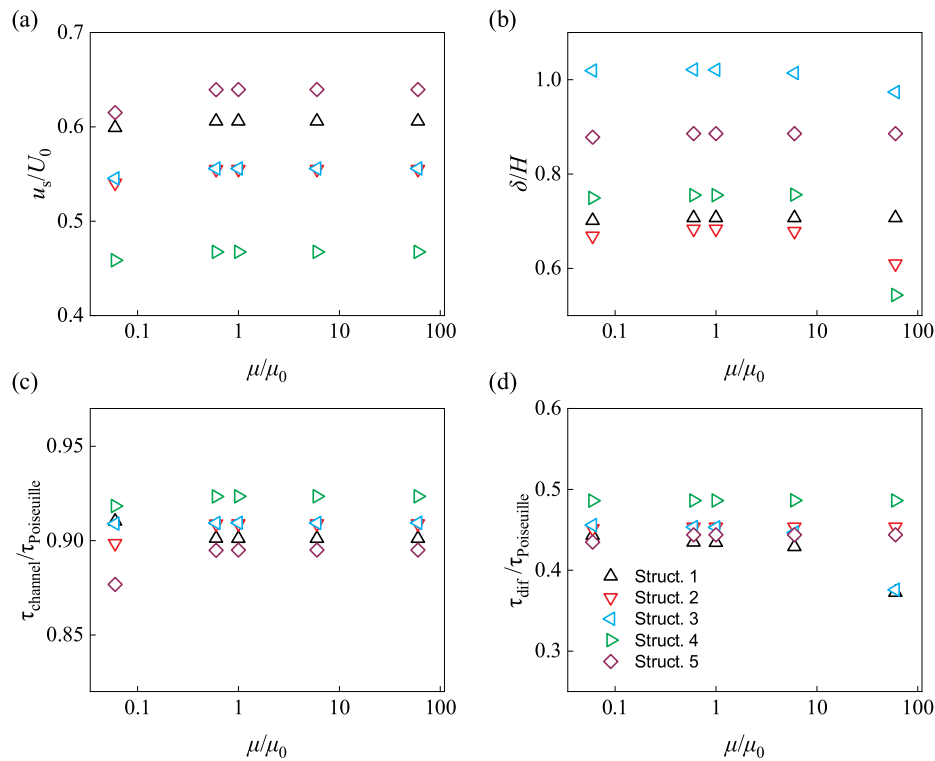 (a)
0.7
0.6
0.5
0.4
u_s/U_0
0.1 1 10 100
μ/μ_0
(b)
1.0
0.8
0.6
δ/H
0.1 1 10 100
μ/μ_0
(c)
0.95
0.90
0.85
τ_channel/τ_Poiseuille
0.1 1 10 100
μ/μ_0
(d)
0.6
0.5
0.4
0.3
τ_dif/τ_Poiseuille
Struct. 1
Struct. 2
Struct. 3
Struct. 4
Struct. 5
0.1 1 10 100
μ/μ_0